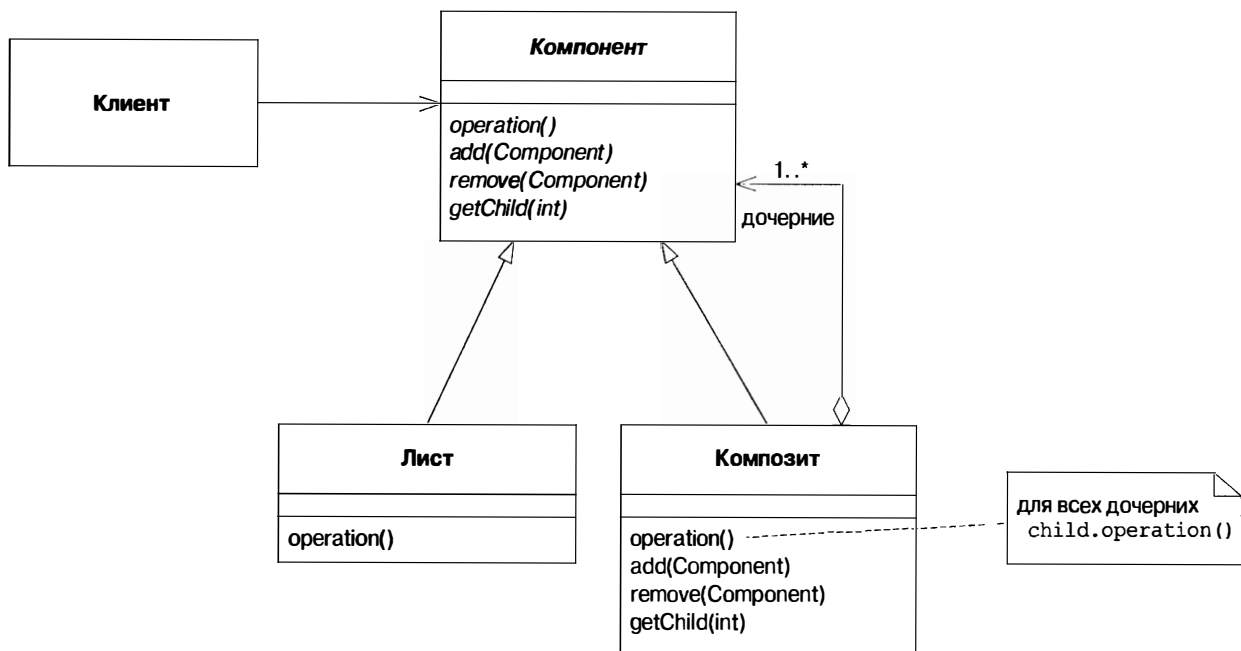 Компонент
Клиент
operation()
add(Component)
remove(Component)
getChild(int)
1..*
дочерние
Лист
operation()
Композит
operation()
add(Component)
remove(Component)
getChild(int)
для всех дочерних
child.operation()